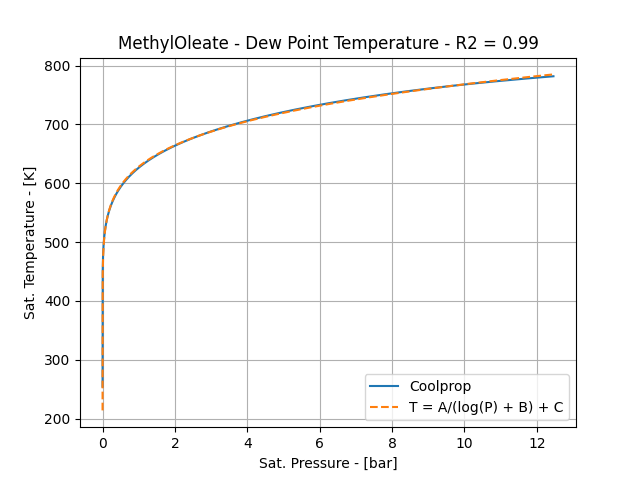 MethylOleate - Dew Point Temperature - R2 = 0.99
800
700
600
500
400
300
200
Sat. Temperature - [K]
Coolprop
T = A/(log(P) + B) + C
0
2
4
6
8
10
12
Sat. Pressure - [bar]